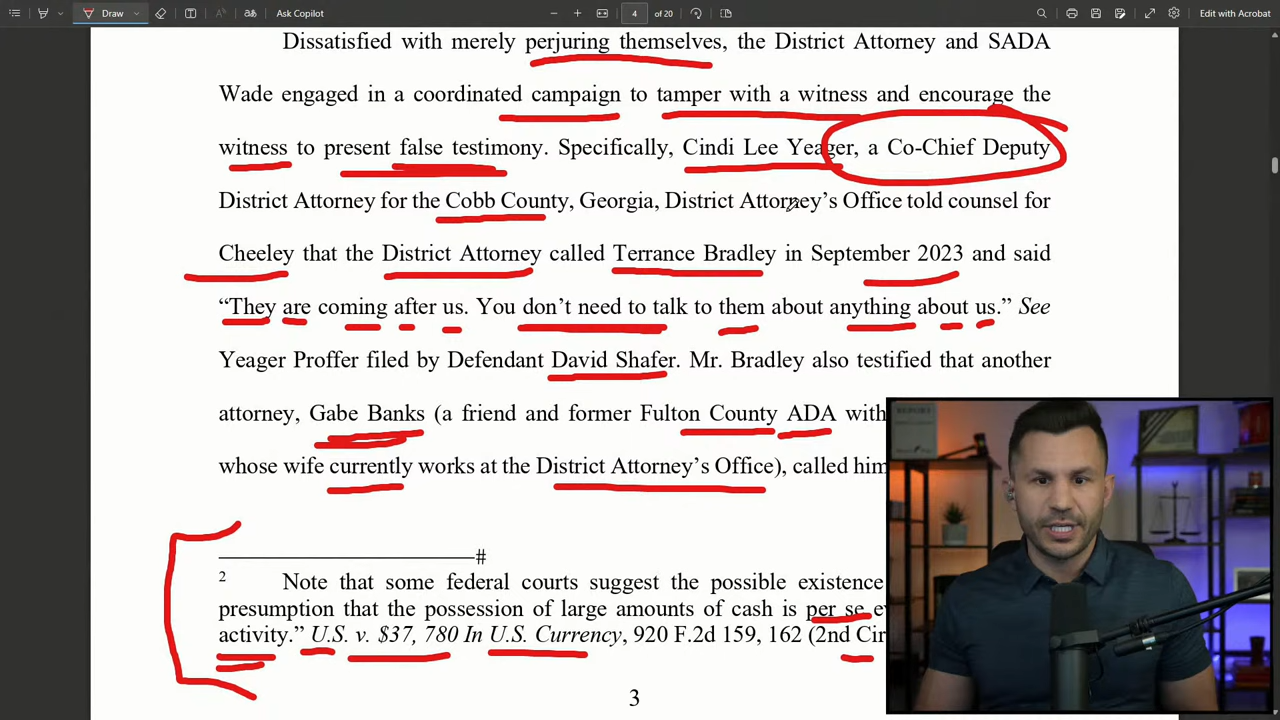 Draw
Ask Copilot
4
of 20
Edit with Acrobat
Dissatisfied with merely perjuring themselves, the District Attorney and SADA
Wade engaged in a coordinated campaign to tamper with a witness and encourage the
witness to present false testimony. Specifically, Cindi Lee Yeager, a Co-Chief Deputy
District Attorney for the Cobb County, Georgia, District Attorney’s Office told counsel for
Cheeley that the District Attorney called Terrance Bradley in September 2023 and said
“They are coming after us. You don’t need to talk to them about anything about us.” See
Yeager Proffer filed by Defendant David Shafer. Mr. Bradley also testified that another
attorney, Gabe Banks (a friend and former Fulton County ADA with
whose wife currently works at the District Attorney’s Office), called him
#
2 Note that some federal courts suggest the possible existence
presumption that the possession of large amounts of cash is per se
activity.” U.S. v. $37, 780 In U.S. Currency, 920 F.2d 159, 162 (2nd Cir
3